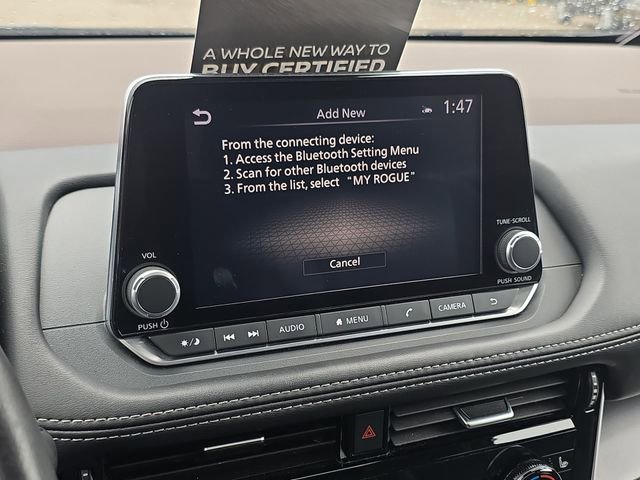 A WHOLE NEW WAY TO
BUY CERTIFIED
Add New
1:47
From the connecting device:
1. Access the Bluetooth Setting Menu
2. Scan for other Bluetooth devices
3. From the list, select "MY ROGUE"
Cancel
VOL
PUSH
TUNE-SCROLL
PUSH SOUND
AUDIO
MENU
CAMERA